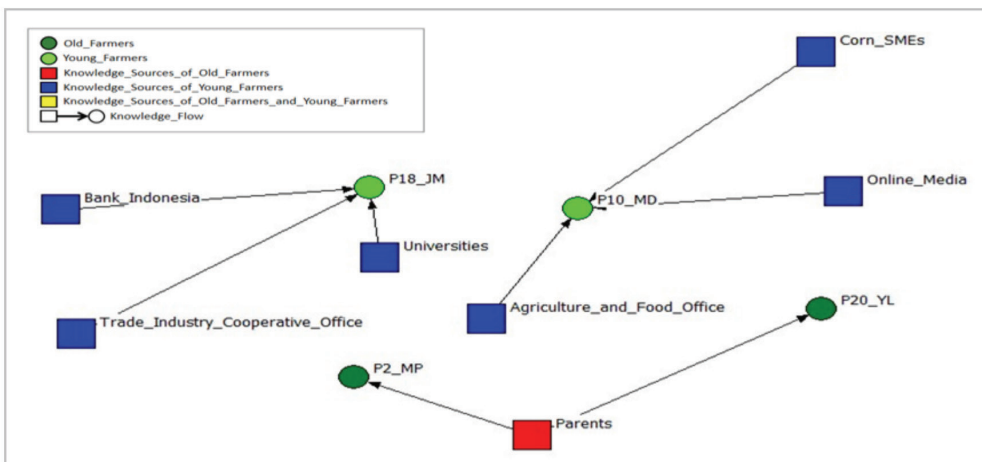 Old_Farmers
Young_Farmers
Knowledge_Sources_of_Old_Farmers
Knowledge_Sources_of_Young_Farmers
Knowledge_Sources_of_Old_Farmers_and_Young_Farmers
Knowledge_Flow
Corn_SMEs
P18_JM
Bank_Indonesia
Online_Media
P10_MD
Universities
Agriculture_and_Food_Office
P20_YL
Trade_Industry_Cooperative_Office
P2_MP
Parents